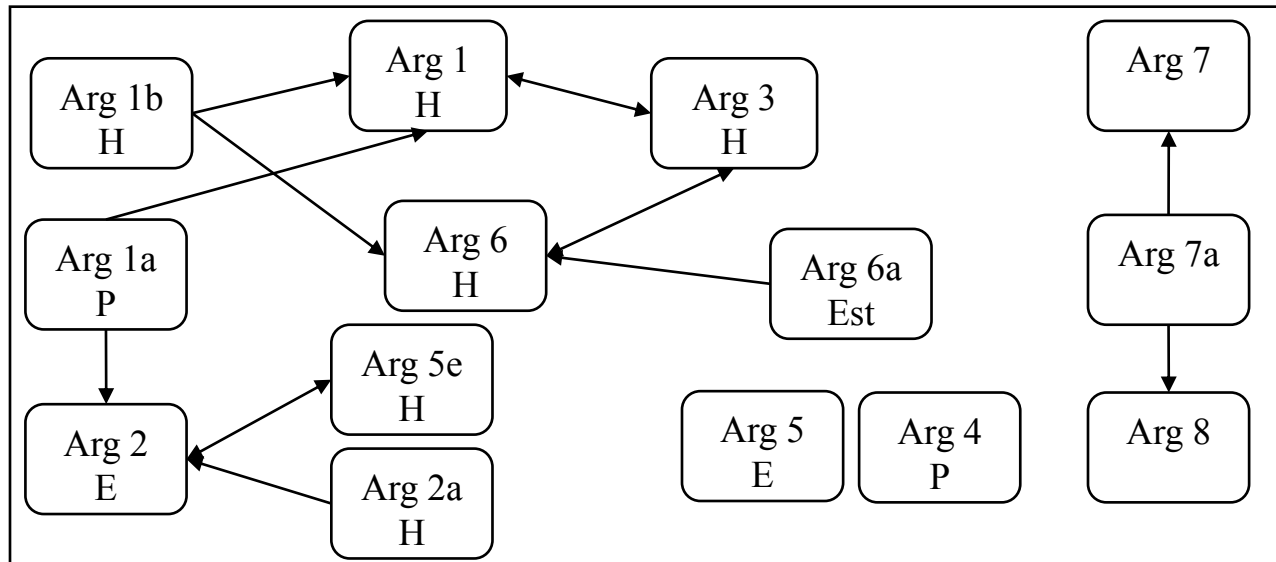 Arg 1b
H
Arg 1
H
Arg 3
H
Arg 7
Arg 1a
P
Arg 6
H
Arg 6a
Est
Arg 7a
Arg 2
E
Arg 5e
H
Arg 2a
H
Arg 5
E
Arg 4
P
Arg 8